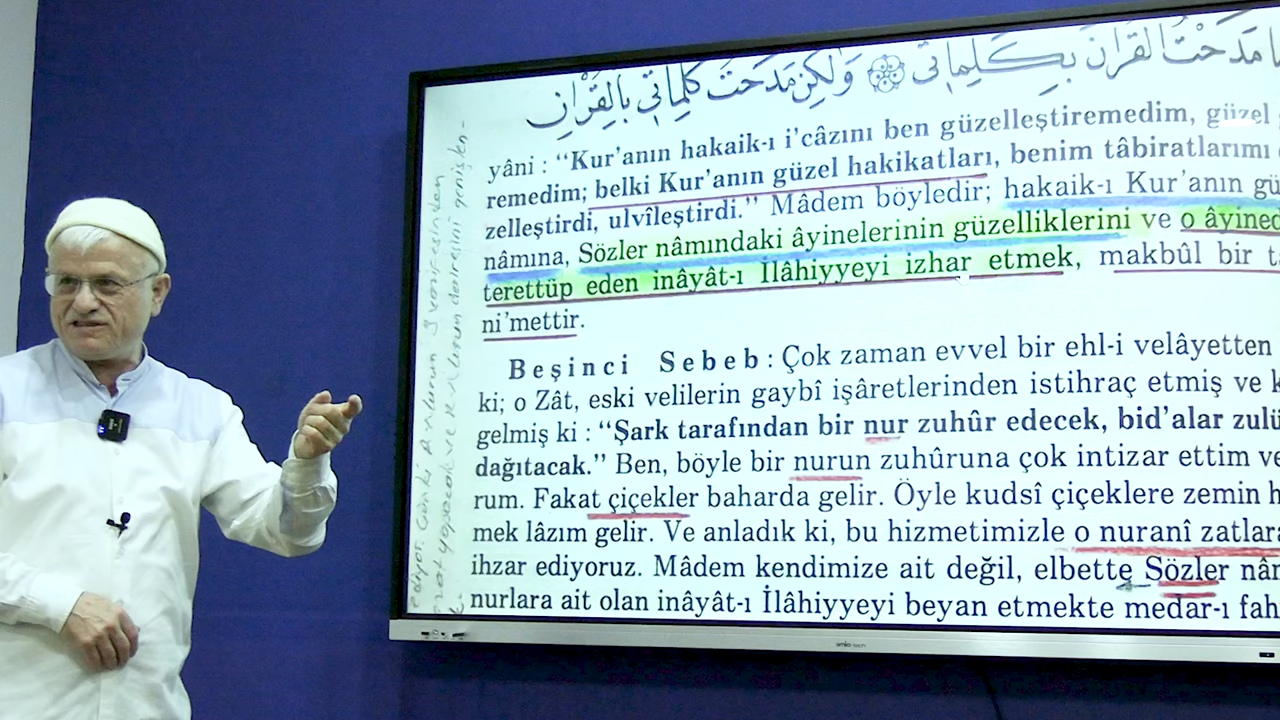 مَدَحْتُ الْقُرْاٰنَ بِكَلِمَاتِى وَلٰكِنْ مَدَحْتُ كَلِمَاتِى بِالْقُرْاٰنِ
yâni : “Kur’anın hakaik-ı i’câzını ben güzelleştiremedim, güzel
remedim; belki Kur’anın güzel hakikatları, benim tâbiratlarımı
zelleştirdi, ulvîleştirdi.” Mâdem böyledir; hakaik-ı Kur’anın gü
nâmına, Sözler nâmındaki âyinelerinin güzelliklerini ve o âyined
terettüp eden inâyât-ı İlâhiyyeyi izhar etmek, makbûl bir
ni’mettir.
Beşinci Sebeb : Çok zaman evvel bir ehl-i velâyetten
ki; o Zât, eski velilerin gaybî işâretlerinden istihraç etmiş ve
gelmiş ki : “Şark tarafından bir nur zuhûr edecek, bid’alar zulü
dağıtacak.” Ben, böyle bir nurun zuhûruna çok intizar ettim ve
rum. Fakat çiçekler baharda gelir. Öyle kudsî çiçeklere zemin h
mek lâzım gelir. Ve anladık ki, bu hizmetimizle o nuranî zatlara
ihzar ediyoruz. Mâdem kendimize ait değil, elbette Sözler nâm
nurlara ait olan inâyât-ı İlâhiyyeyi beyan etmekte medar-ı fah